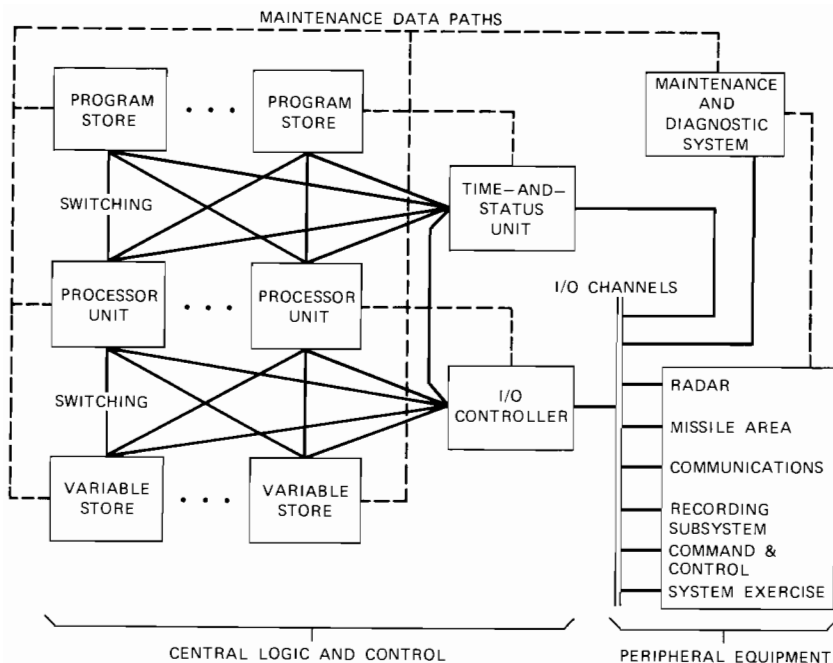 MAINTENANCE DATA PATHS
PROGRAM
STORE
PROGRAM
STORE
MAINTENANCE
AND
DIAGNOSTIC
SYSTEM
SWITCHING
TIME-AND-
STATUS
UNIT
PROCESSOR
UNIT
PROCESSOR
UNIT
I/O CHANNELS
SWITCHING
I/O
CONTROLLER
RADAR
MISSILE AREA
COMMUNICATIONS
RECORDING
SUBSYSTEM
COMMAND &
CONTROL
SYSTEM EXERCISE
VARIABLE
STORE
VARIABLE
STORE
CENTRAL LOGIC AND CONTROL
PERIPHERAL EQUIPMENT